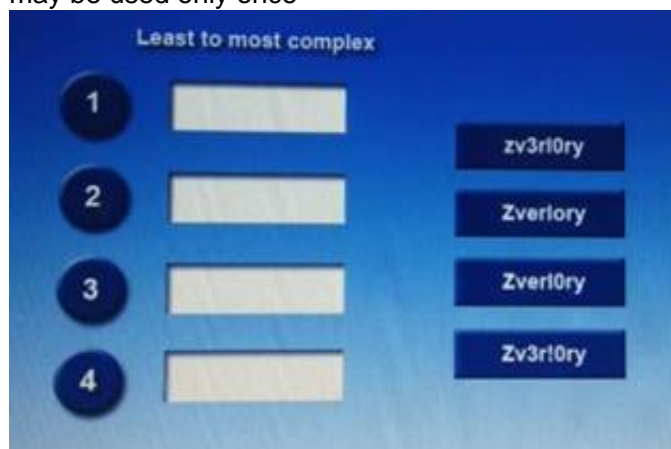 may be used only once
Least to most complex
1
zv3rl0ry
2
Zverlory
3
Zverl0ry
4
Zv3r!0ry